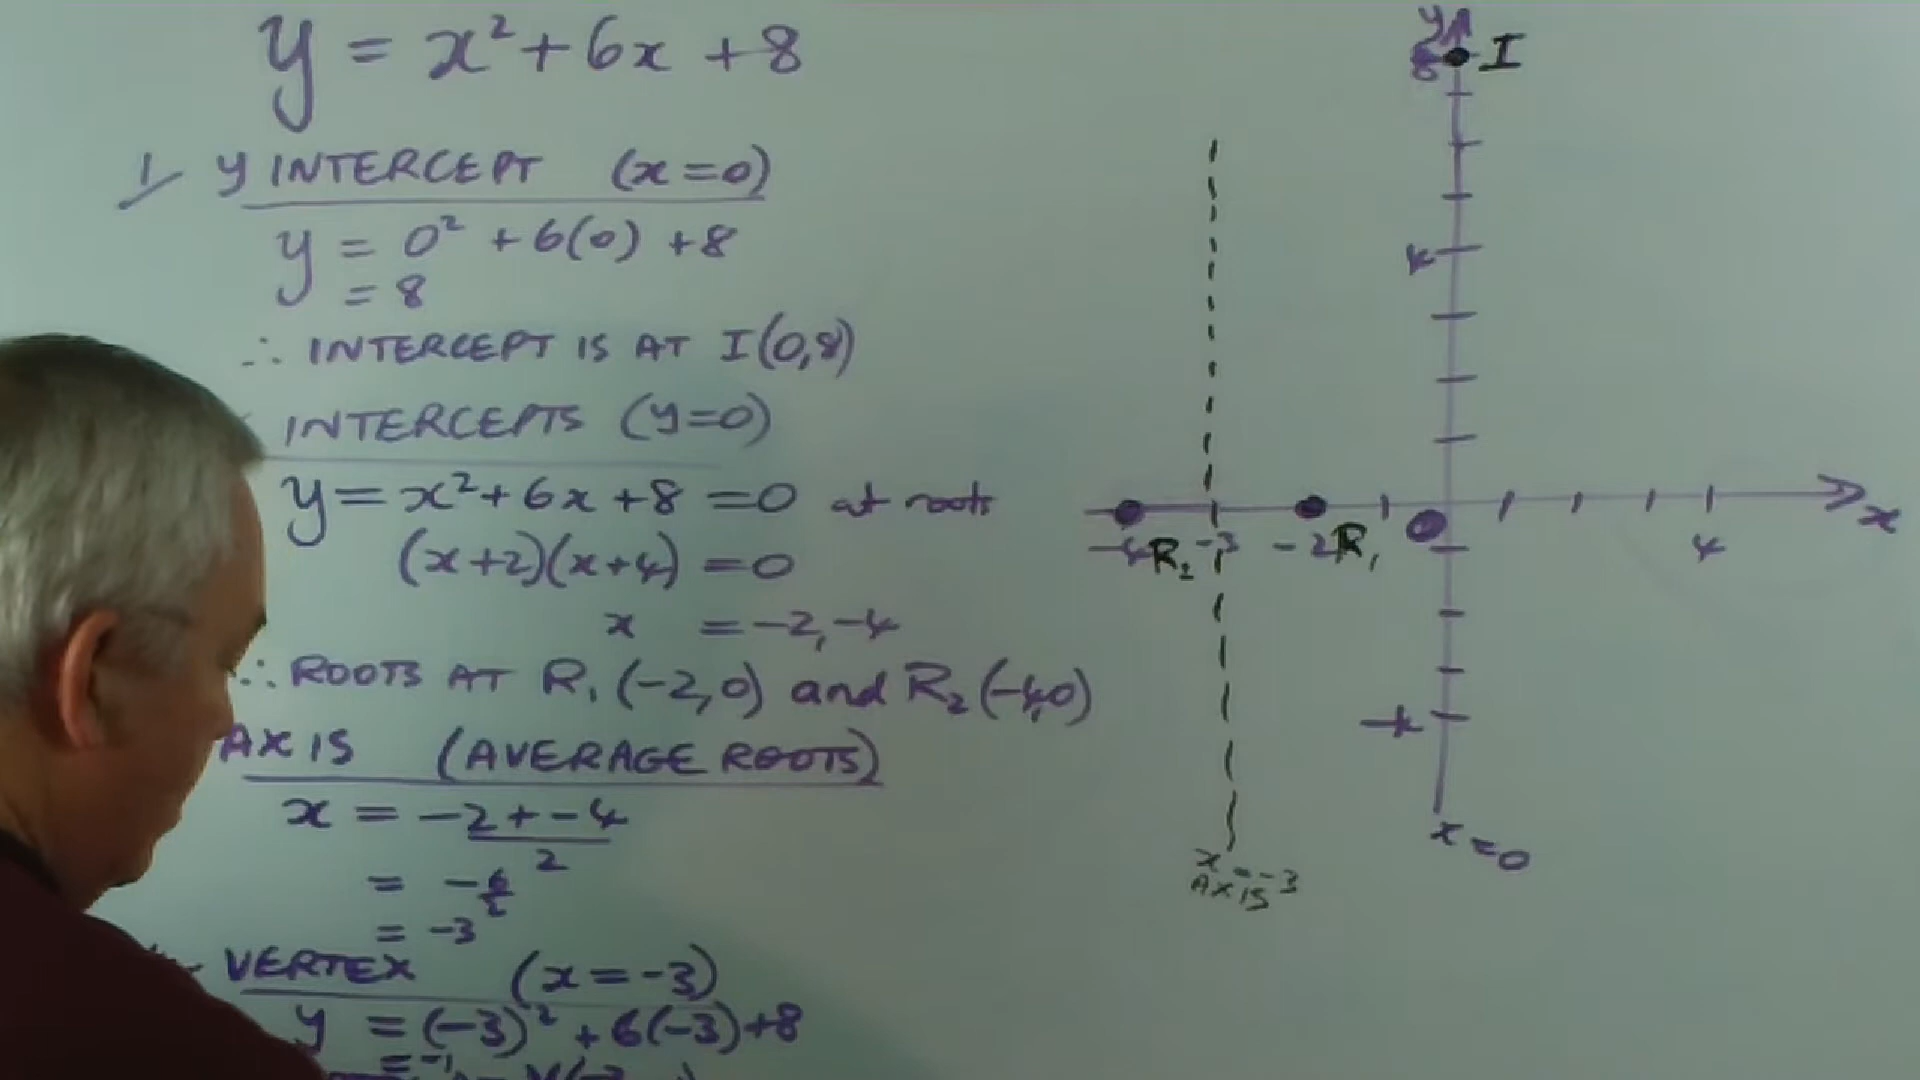 y = x² + 6x + 8
1 y INTERCEPT (x=0)
y = 0² + 6(0) + 8
= 8
∴ INTERCEPT IS AT I(0,8)
INTERCEPTS (y=0)
y = x² + 6x + 8 = 0 at roots
(x+2)(x+4) = 0
x = -2, -4
∴ ROOTS AT R₁ (-2,0) and R₂ (-4,0)
AXIS (AVERAGE ROOTS)
x = -2 + -4
2
= -6/2
= -3
VERTEX (x = -3)
y = (-3)² + 6(-3) + 8
= -1
y
8 I
4
x
-4 R₂ -3 -2 R₁ 0 4
-4
x = 0
x = -3
AXIS